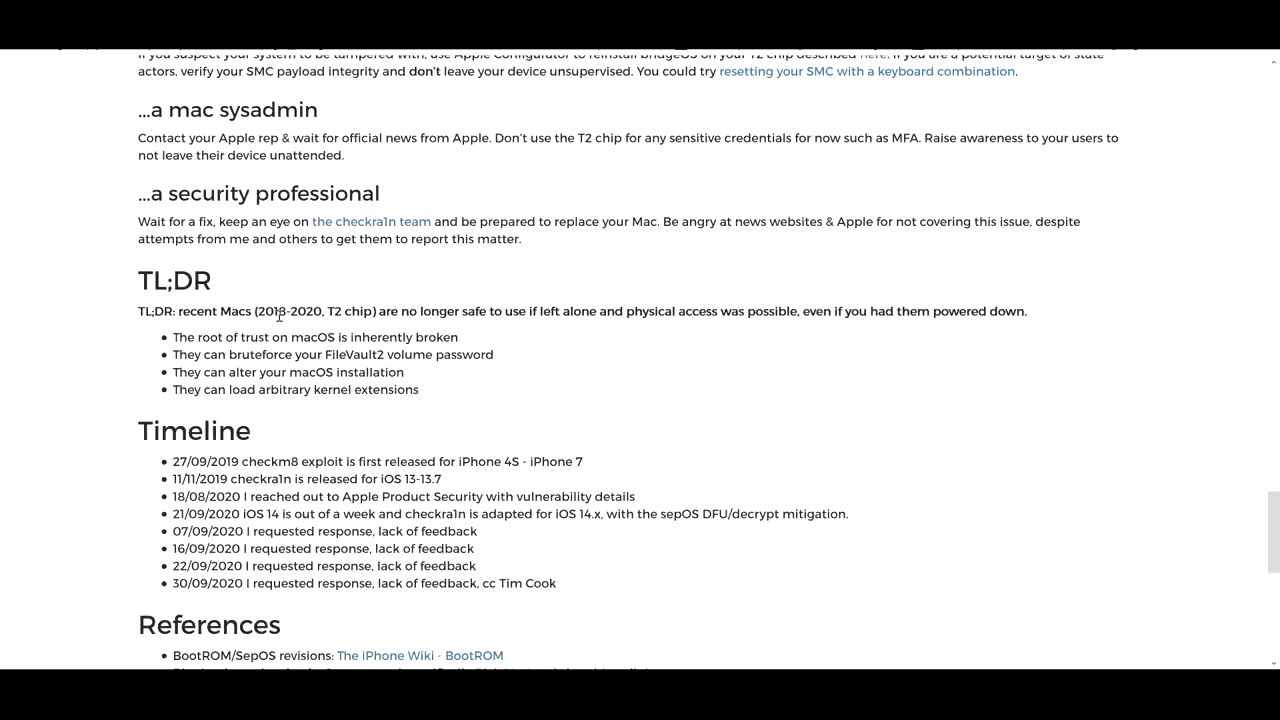 if you suspect your system to be tampered with, use Apple Configurator to reinstall bridgeOS on your T2 chip described here. If you are a potential target of state
actors, verify your SMC payload integrity and don't leave your device unsupervised. You could try resetting your SMC with a keyboard combination.
...a mac sysadmin
Contact your Apple rep & wait for official news from Apple. Don't use the T2 chip for any sensitive credentials for now such as MFA. Raise awareness to your users to
not leave their device unattended.
...a security professional
Wait for a fix, keep an eye on the checkra1n team and be prepared to replace your Mac. Be angry at news websites & Apple for not covering this issue, despite
attempts from me and others to get them to report this matter.
TL;DR
TL;DR: recent Macs (2018-2020, T2 chip) are no longer safe to use if left alone and physical access was possible, even if you had them powered down.
• The root of trust on macOS is inherently broken
• They can bruteforce your FileVault2 volume password
• They can alter your macOS installation
• They can load arbitrary kernel extensions
Timeline
• 27/09/2019 checkm8 exploit is first released for iPhone 4S - iPhone 7
• 11/11/2019 checkra1n is released for iOS 13-13.7
• 18/08/2020 I reached out to Apple Product Security with vulnerability details
• 21/09/2020 iOS 14 is out of a week and checkra1n is adapted for iOS 14.x, with the sepOS DFU/decrypt mitigation.
• 07/09/2020 I requested response, lack of feedback
• 16/09/2020 I requested response, lack of feedback
• 22/09/2020 I requested response, lack of feedback
• 30/09/2020 I requested response, lack of feedback, cc Tim Cook
References
• BootROM/SepOS revisions: The iPhone Wiki - BootROM